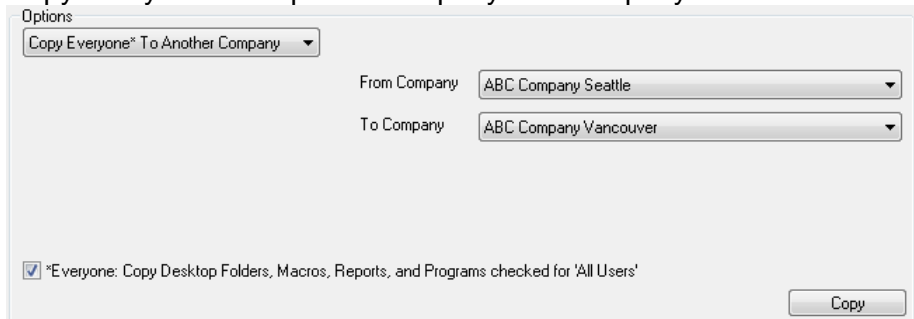 Options
Copy Everyone* To Another Company
From Company ABC Company Seattle
To Company ABC Company Vancouver
*Everyone: Copy Desktop Folders, Macros, Reports, and Programs checked for 'All Users'
Copy